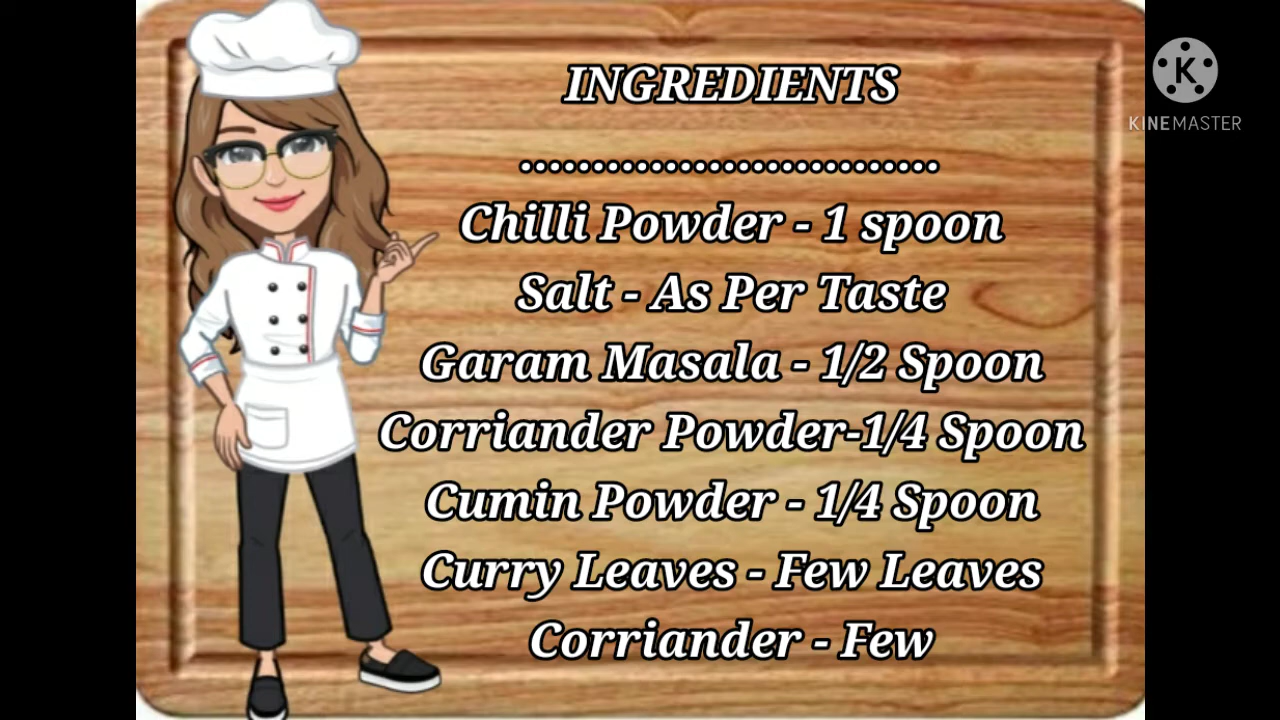 INGREDIENTS
.............................
Chilli Powder - 1 spoon
Salt - As Per Taste
Garam Masala - 1/2 Spoon
Corriander Powder-1/4 Spoon
Cumin Powder - 1/4 Spoon
Curry Leaves - Few Leaves
Corriander - Few
K
KINEMASTER